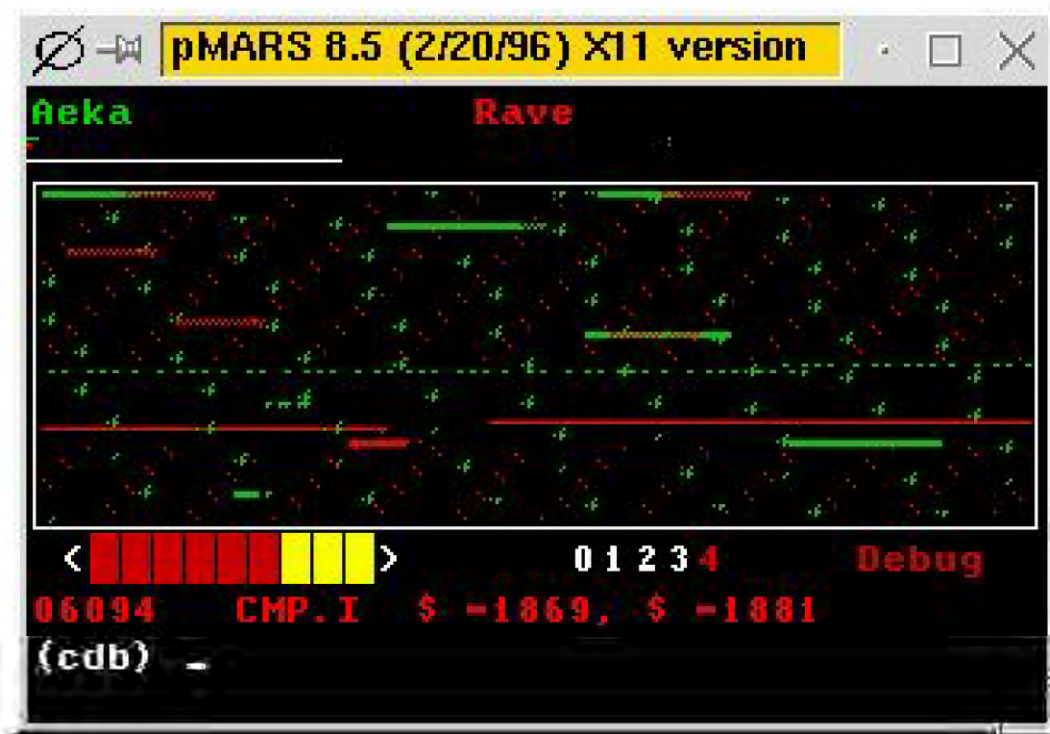 pMARS 8.5 (2/20/96) X11 version
Aeka Rave
< > 0 1 2 3 4 Debug
06094 CMP.I $ -1869, $ -1881
(cdb) _